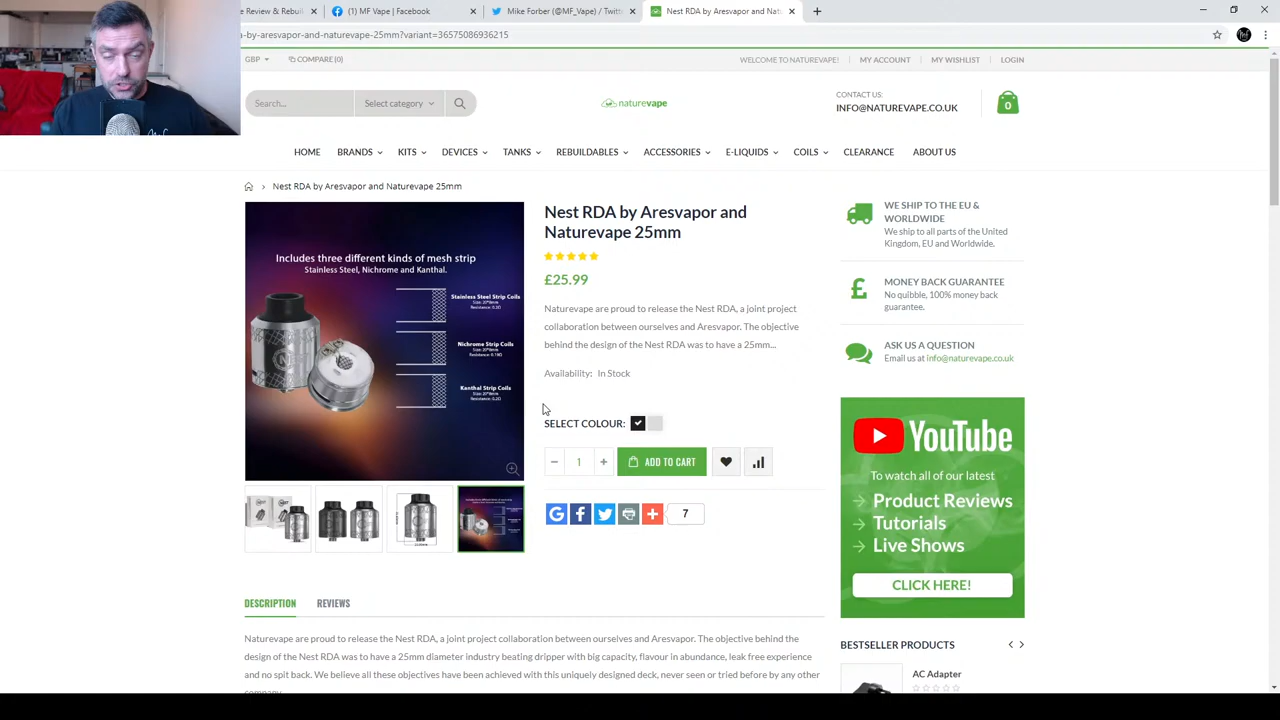 e Review & Rebuil
(1) MF Vape | Facebook
Mike Forber (@MF_Vape) / Twitt
Nest RDA by Aresvapor and Natu
a-by-aresvapor-and-naturevape-25mm?variant=36575086936215
GBP
COMPARE (0)
WELCOME TO NATUREVAPE!
MY ACCOUNT
MY WISHLIST
LOGIN
Search...
Select category
naturevape
CONTACT US:
INFO@NATUREVAPE.CO.UK
0
HOME
BRANDS
KITS
DEVICES
TANKS
REBUILDABLES
ACCESSORIES
E-LIQUIDS
COILS
CLEARANCE
ABOUT US
Nest RDA by Aresvapor and Naturevape 25mm
Includes three different kinds of mesh strip
Stainless Steel, Nichrome and Kanthal.
Stainless Steel Strip Coils
Nichrome Strip Coils
Kanthal Strip Coils
Nest RDA by Aresvapor and
Naturevape 25mm
£25.99
Naturevape are proud to release the Nest RDA, a joint project
collaboration between ourselves and Aresvapor. The objective
behind the design of the Nest RDA was to have a 25mm...
Availability: In Stock
SELECT COLOUR:
1
ADD TO CART
7
WE SHIP TO THE EU &
WORLDWIDE
We ship to all parts of the United
Kingdom, EU and Worldwide.
MONEY BACK GUARANTEE
No quibble, 100% money back
guarantee.
ASK US A QUESTION
Email us at info@naturevape.co.uk
YouTube
To watch all of our latest
Product Reviews
Tutorials
Live Shows
CLICK HERE!
DESCRIPTION
REVIEWS
Naturevape are proud to release the Nest RDA, a joint project collaboration between ourselves and Aresvapor. The objective behind the
design of the Nest RDA was to have a 25mm diameter industry beating dripper with big capacity, flavour in abundance, leak free experience
and no spit back. We believe all these objectives have been achieved with this uniquely designed deck, never seen or tried before by any other
company.
BESTSELLER PRODUCTS
AC Adapter